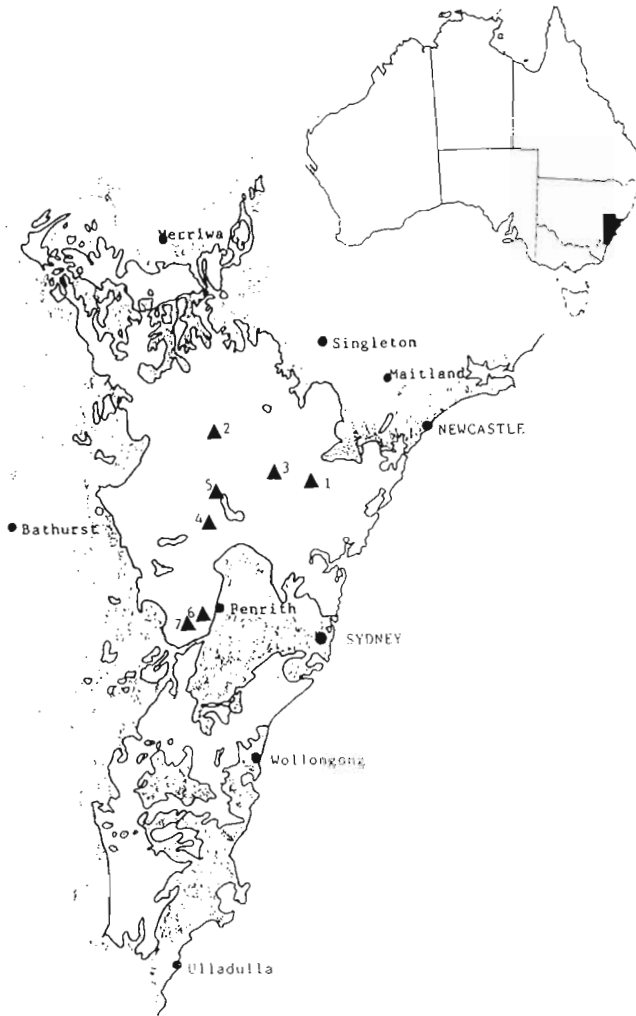 Merriwa
Singleton
Maitland
2
NEWCASTLE
3
1
5
4
Bathurst
6
Penrith
7
SYDNEY
Wollongong
Ulladulla